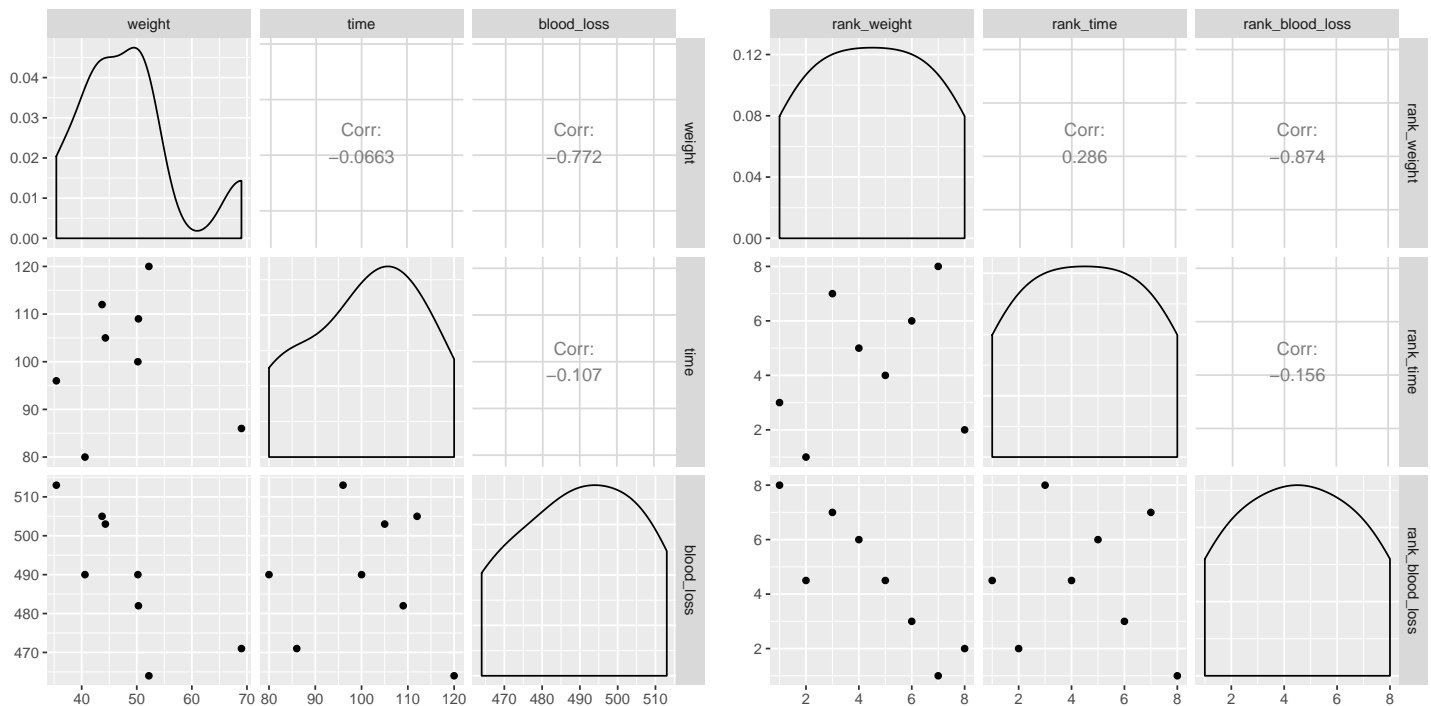 weight time blood_loss rank_weight rank_time rank_blood_loss
0.04
0.03
0.02
0.01
0.00
Corr:
−0.0663
Corr:
−0.772
weight
0.12
0.08
0.04
0.00
Corr:
0.286
Corr:
−0.874
rank_weight
120
110
100
90
80
Corr:
−0.107
time
8
6
4
2
Corr:
−0.156
rank_time
510
500
490
480
470
blood_loss
8
6
4
2
rank_blood_loss
40 50 60 70 80 90 100 110 120 470 480 490 500 510 2 4 6 8 2 4 6 8 2 4 6 8